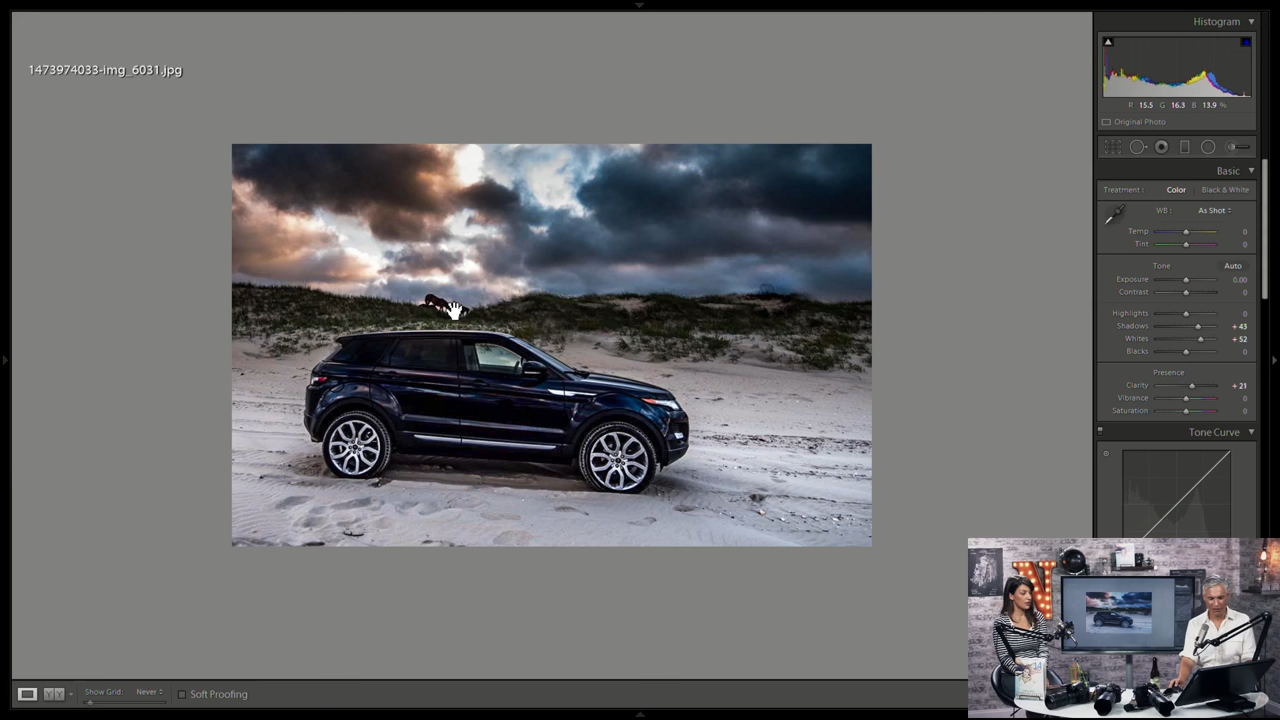 Histogram
1473974033-img_6031.jpg
R 15.5 G 16.3 B 13.9 %
Original Photo
Basic
Treatment : Color Black & White
WB : As Shot
Temp 0
Tint 0
Tone Auto
Exposure 0.00
Contrast 0
Highlights 0
Shadows + 43
Whites + 52
Blacks 0
Presence
Clarity + 21
Vibrance 0
Saturation 0
Tone Curve
N
Y Y Show Grid: Never Soft Proofing